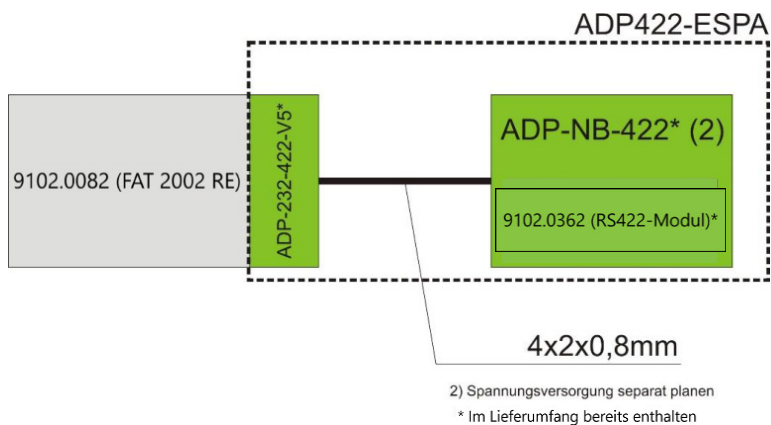 ADP422-ESPA
9102.0082 (FAT 2002 RE)
ADP-232-422-V5*
ADP-NB-422* (2)
9102.0362 (RS422-Modul)*
4x2x0,8mm
2) Spannungsversorgung separat planen
* Im Lieferumfang bereits enthalten